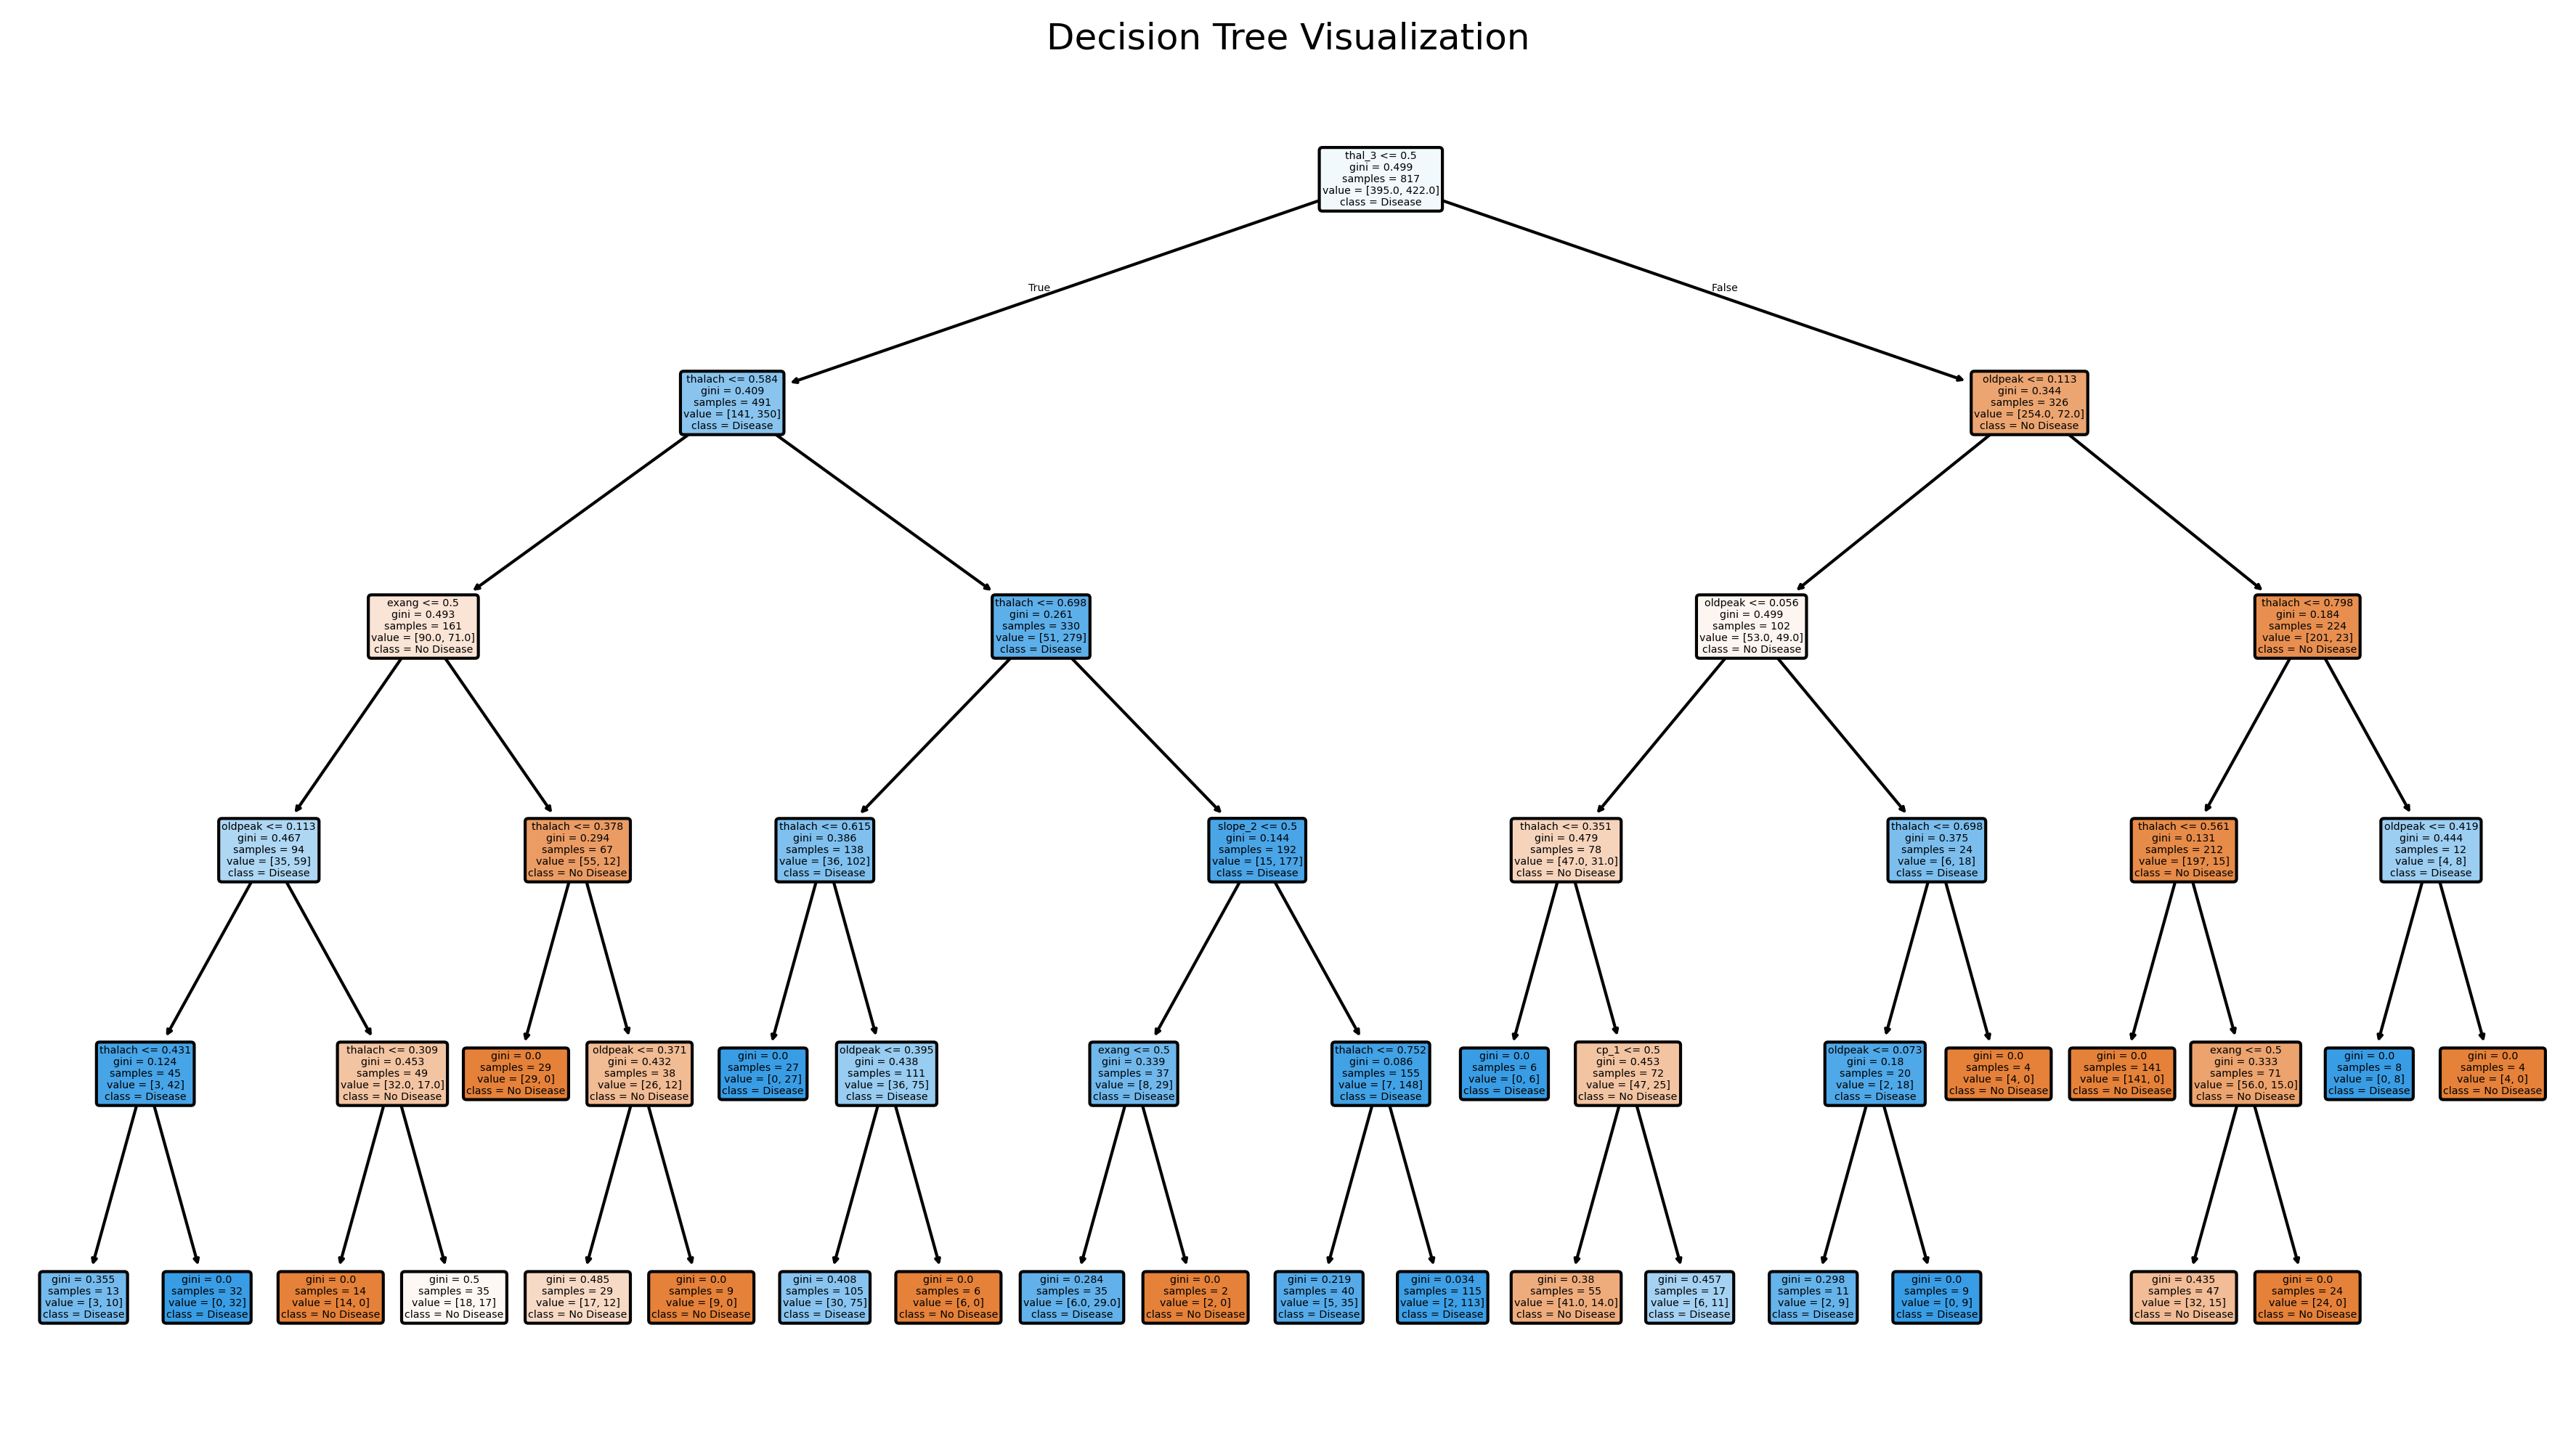 Decision Tree Visualization
thal_3 <= 0.5
gini = 0.499
samples = 817
value = [395.0, 422.0]
class = Disease
True
False
thalach <= 0.584
gini = 0.409
samples = 491
value = [141, 350]
class = Disease
oldpeak <= 0.113
gini = 0.344
samples = 326
value = [254.0, 72.0]
class = No Disease
exang <= 0.5
gini = 0.493
samples = 161
value = [90.0, 71.0]
class = No Disease
thalach <= 0.698
gini = 0.261
samples = 330
value = [51, 279]
class = Disease
oldpeak <= 0.056
gini = 0.499
samples = 102
value = [53.0, 49.0]
class = No Disease
thalach <= 0.798
gini = 0.184
samples = 224
value = [201, 23]
class = No Disease
oldpeak <= 0.113
gini = 0.467
samples = 94
value = [35, 59]
class = Disease
thalach <= 0.378
gini = 0.294
samples = 67
value = [55, 12]
class = No Disease
thalach <= 0.615
gini = 0.386
samples = 138
value = [36, 102]
class = Disease
slope_2 <= 0.5
gini = 0.144
samples = 192
value = [15, 177]
class = Disease
thalach <= 0.351
gini = 0.479
samples = 78
value = [47.0, 31.0]
class = No Disease
thalach <= 0.698
gini = 0.375
samples = 24
value = [6, 18]
class = Disease
thalach <= 0.561
gini = 0.131
samples = 212
value = [197, 15]
class = No Disease
oldpeak <= 0.419
gini = 0.444
samples = 12
value = [4, 8]
class = Disease
thalach <= 0.431
gini = 0.124
samples = 45
value = [3, 42]
class = Disease
thalach <= 0.309
gini = 0.453
samples = 49
value = [32.0, 17.0]
class = No Disease
gini = 0.0
samples = 29
value = [29, 0]
class = No Disease
oldpeak <= 0.371
gini = 0.432
samples = 38
value = [26, 12]
class = No Disease
gini = 0.0
samples = 27
value = [0, 27]
class = Disease
oldpeak <= 0.395
gini = 0.438
samples = 111
value = [36, 75]
class = Disease
exang <= 0.5
gini = 0.339
samples = 37
value = [8, 29]
class = Disease
thalach <= 0.752
gini = 0.086
samples = 155
value = [7, 148]
class = Disease
gini = 0.0
samples = 6
value = [0, 6]
class = Disease
cp_1 <= 0.5
gini = 0.453
samples = 72
value = [47, 25]
class = No Disease
oldpeak <= 0.073
gini = 0.18
samples = 20
value = [2, 18]
class = Disease
gini = 0.0
samples = 4
value = [4, 0]
class = No Disease
gini = 0.0
samples = 141
value = [141, 0]
class = No Disease
exang <= 0.5
gini = 0.333
samples = 71
value = [56.0, 15.0]
class = No Disease
gini = 0.0
samples = 8
value = [0, 8]
class = Disease
gini = 0.0
samples = 4
value = [4, 0]
class = No Disease
gini = 0.355
samples = 13
value = [3, 10]
class = Disease
gini = 0.0
samples = 32
value = [0, 32]
class = Disease
gini = 0.0
samples = 14
value = [14, 0]
class = No Disease
gini = 0.5
samples = 35
value = [18, 17]
class = No Disease
gini = 0.485
samples = 29
value = [17, 12]
class = No Disease
gini = 0.0
samples = 9
value = [9, 0]
class = No Disease
gini = 0.408
samples = 105
value = [30, 75]
class = Disease
gini = 0.0
samples = 6
value = [6, 0]
class = No Disease
gini = 0.284
samples = 35
value = [6.0, 29.0]
class = Disease
gini = 0.0
samples = 2
value = [2, 0]
class = No Disease
gini = 0.219
samples = 40
value = [5, 35]
class = Disease
gini = 0.034
samples = 115
value = [2, 113]
class = Disease
gini = 0.38
samples = 55
value = [41.0, 14.0]
class = No Disease
gini = 0.457
samples = 17
value = [6, 11]
class = Disease
gini = 0.298
samples = 11
value = [2, 9]
class = Disease
gini = 0.0
samples = 9
value = [0, 9]
class = Disease
gini = 0.435
samples = 47
value = [32, 15]
class = No Disease
gini = 0.0
samples = 24
value = [24, 0]
class = No Disease